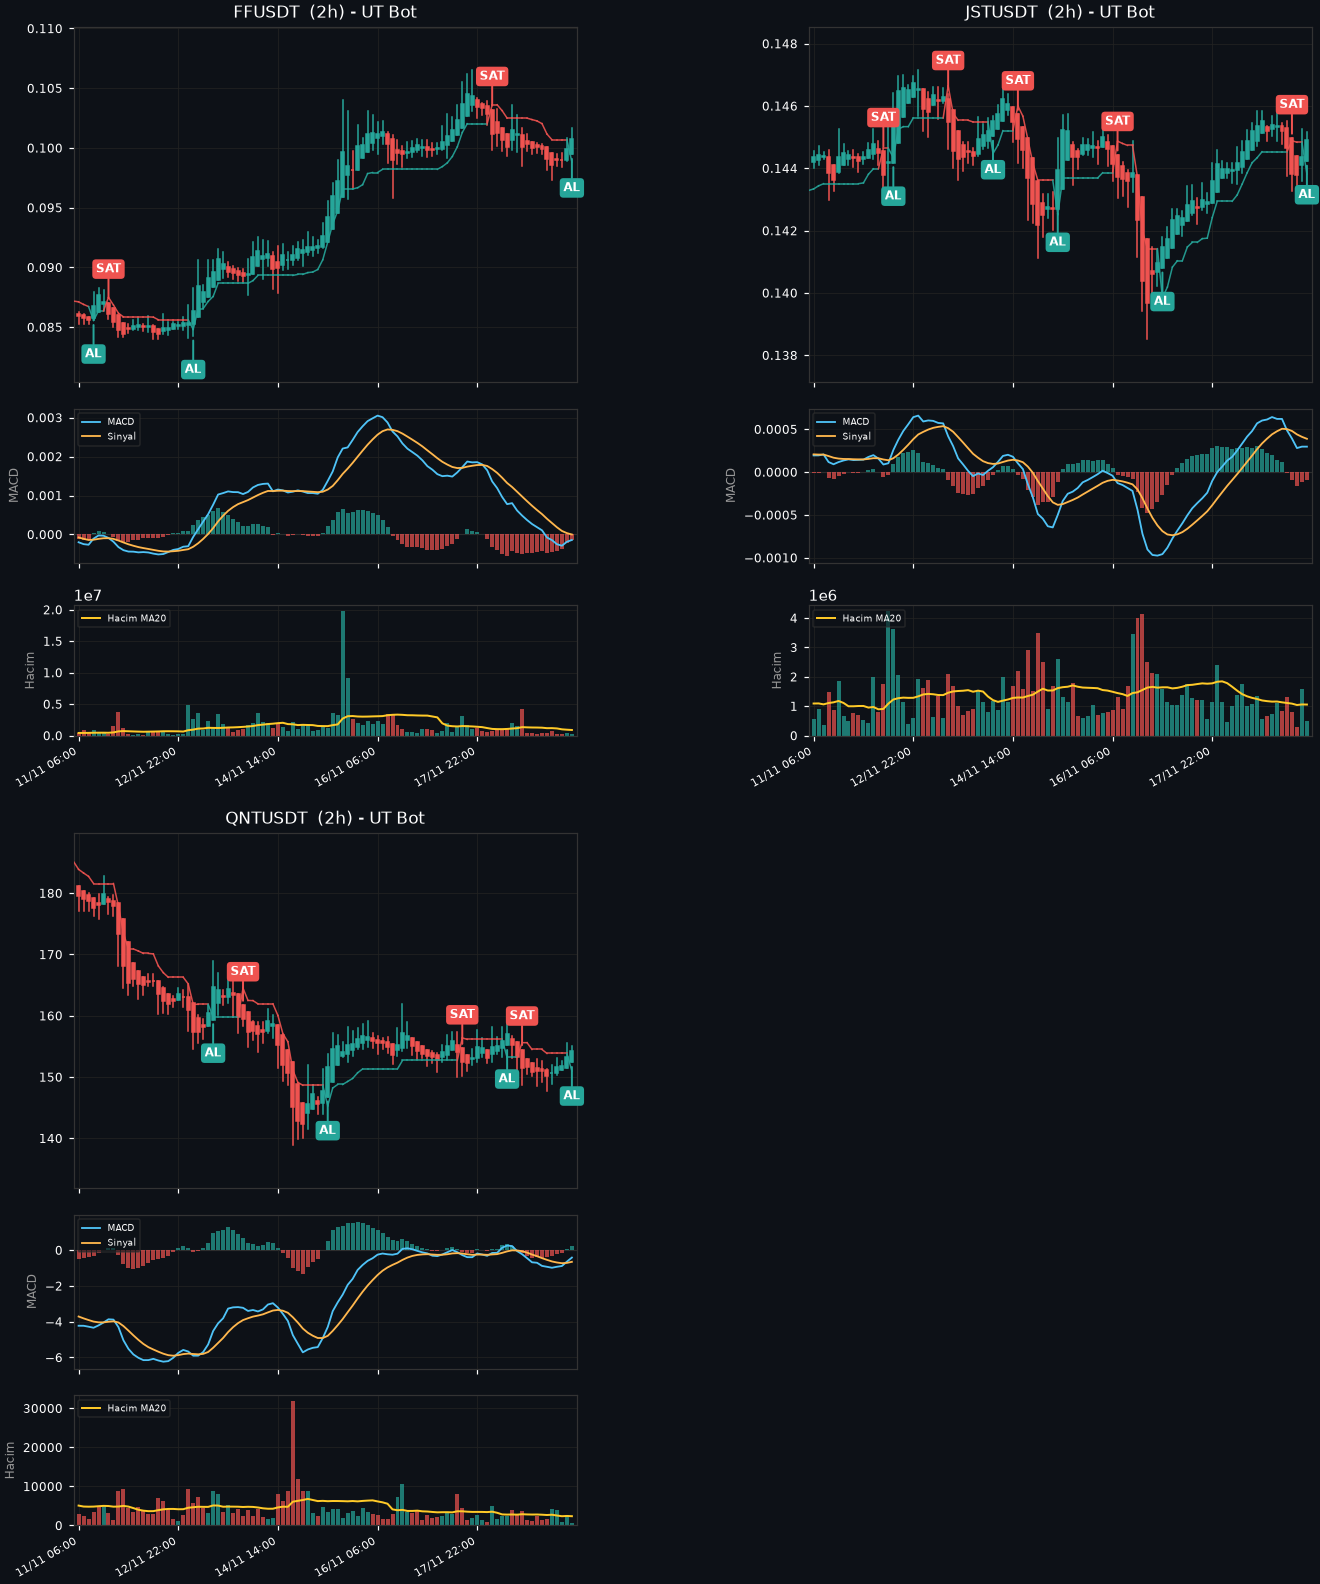 FFUSDT (2h) - UT Bot
0.110
0.105
0.100
0.095
0.090
0.085
SAT
SAT
AL
AL
AL
MACD
0.003
0.002
0.001
0.000
MACD
Sinyal
1e7
Hacim
2.0
1.5
1.0
0.5
0.0
Hacim MA20
11/11 06:00
12/11 22:00
14/11 14:00
16/11 06:00
17/11 22:00
JSTUSDT (2h) - UT Bot
0.148
0.146
0.144
0.142
0.140
0.138
SAT
SAT
SAT
SAT
SAT
AL
AL
AL
AL
AL
MACD
0.0005
0.0000
−0.0005
−0.0010
MACD
Sinyal
1e6
Hacim
4
3
2
1
0
Hacim MA20
11/11 06:00
12/11 22:00
14/11 14:00
16/11 06:00
17/11 22:00
QNTUSDT (2h) - UT Bot
180
170
160
150
140
SAT
SAT
SAT
AL
AL
AL
AL
MACD
0
−2
−4
−6
MACD
Sinyal
Hacim
30000
20000
10000
0
Hacim MA20
11/11 06:00
12/11 22:00
14/11 14:00
16/11 06:00
17/11 22:00